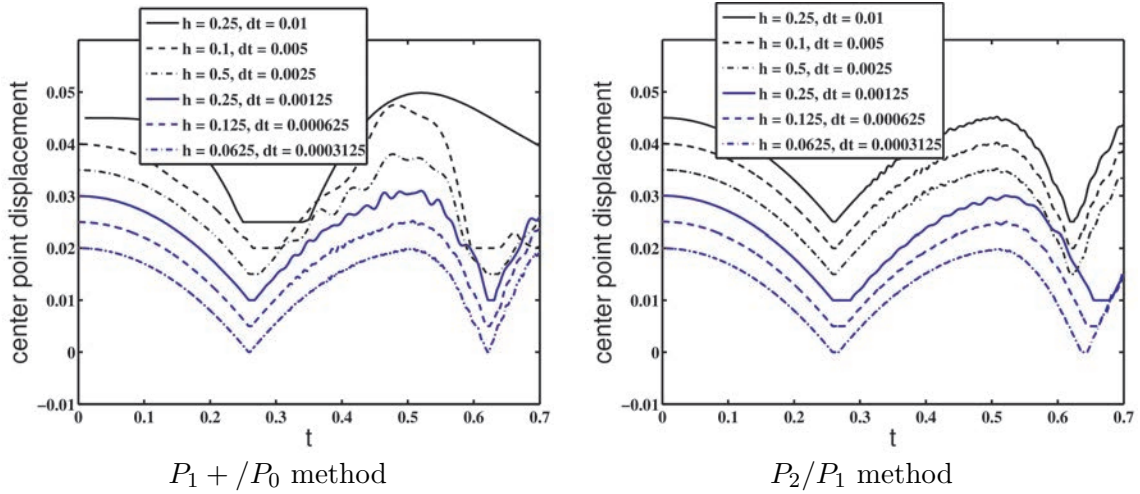 h = 0.25, dt = 0.01
h = 0.1, dt = 0.005
h = 0.5, dt = 0.0025
h = 0.25, dt = 0.00125
h = 0.125, dt = 0.000625
h = 0.0625, dt = 0.0003125
center point displacement
0.05
0.04
0.03
0.02
0.01
0
−0.01
0 0.1 0.2 0.3 0.4 0.5 0.6 0.7
t
P1 + /P0 method
h = 0.25, dt = 0.01
h = 0.1, dt = 0.005
h = 0.5, dt = 0.0025
h = 0.25, dt = 0.00125
h = 0.125, dt = 0.000625
h = 0.0625, dt = 0.0003125
center point displacement
0.05
0.04
0.03
0.02
0.01
0
−0.01
0 0.1 0.2 0.3 0.4 0.5 0.6 0.7
t
P2/P1 method